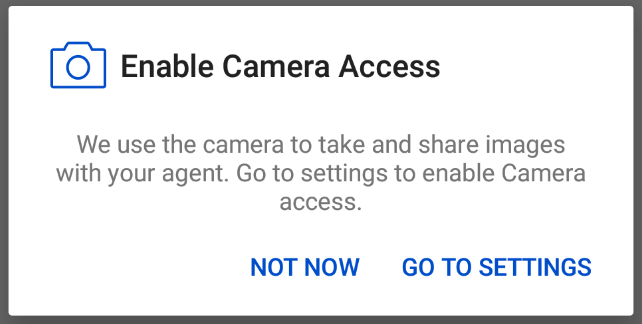 Enable Camera Access
We use the camera to take and share images
with your agent. Go to settings to enable Camera
access.
NOT NOW GO TO SETTINGS